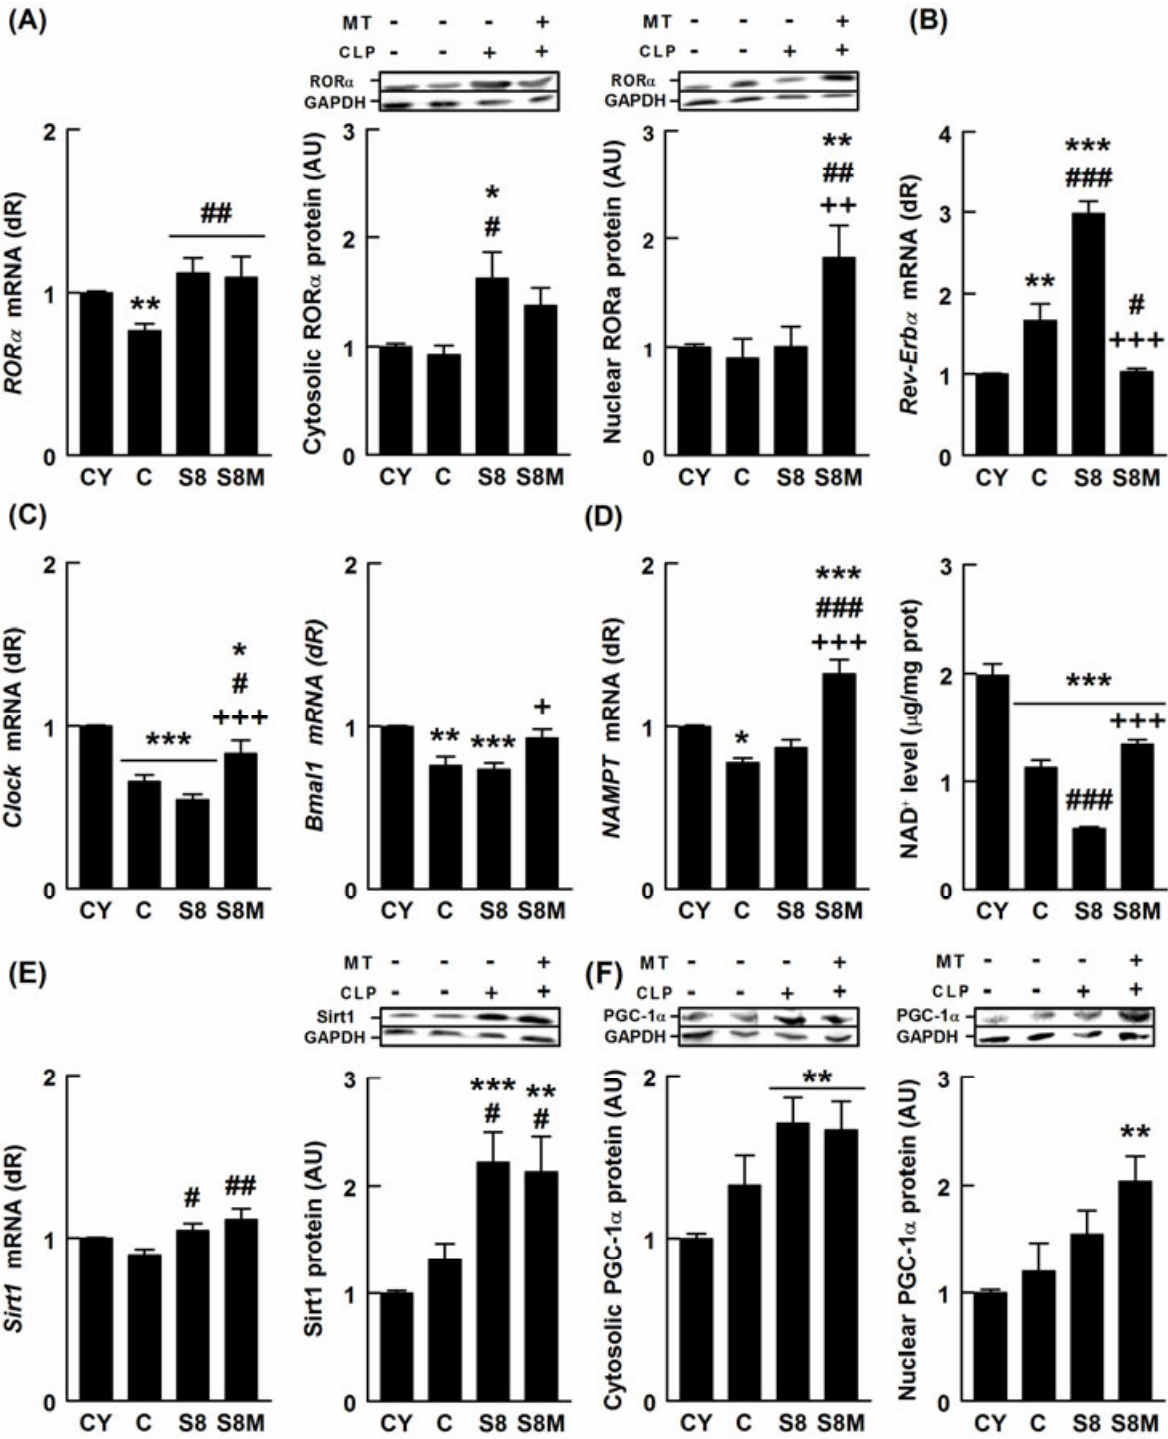 (A)
MT - - - +
CLP - - + +
RORα
GAPDH
Cytosolic RORα protein (AU)
3
2
1
0
*
#
CY C S8 S8M
RORα mRNA (dR)
2
1
0
**
##
CY C S8 S8M
MT - - - +
CLP - - + +
RORα
GAPDH
Nuclear RORa protein (AU)
3
2
1
0
**
##
++
CY C S8 S8M
(B)
Rev-Erbα mRNA (dR)
4
3
2
1
0
**
***
###
#
+++
CY C S8 S8M
(C)
Clock mRNA (dR)
2
1
0
***
*
#
+++
CY C S8 S8M
Bmal1 mRNA (dR)
2
1
0
**
***
+
CY C S8 S8M
(D)
NAMPT mRNA (dR)
2
1
0
*
***
###
+++
CY C S8 S8M
NAD+ level (µg/mg prot)
3
2
1
0
***
###
+++
CY C S8 S8M
(E)
Sirt1 mRNA (dR)
2
1
0
#
##
CY C S8 S8M
MT - - - +
CLP - - + +
Sirt1
GAPDH
Sirt1 protein (AU)
3
2
1
0
***
#
**
#
CY C S8 S8M
(F)
MT - - - +
CLP - - + +
PGC-1α
GAPDH
Cytosolic PGC-1α protein (AU)
2
1
0
**
CY C S8 S8M
MT - - - +
CLP - - + +
PGC-1α
GAPDH
Nuclear PGC-1α protein (AU)
3
2
1
0
**
CY C S8 S8M